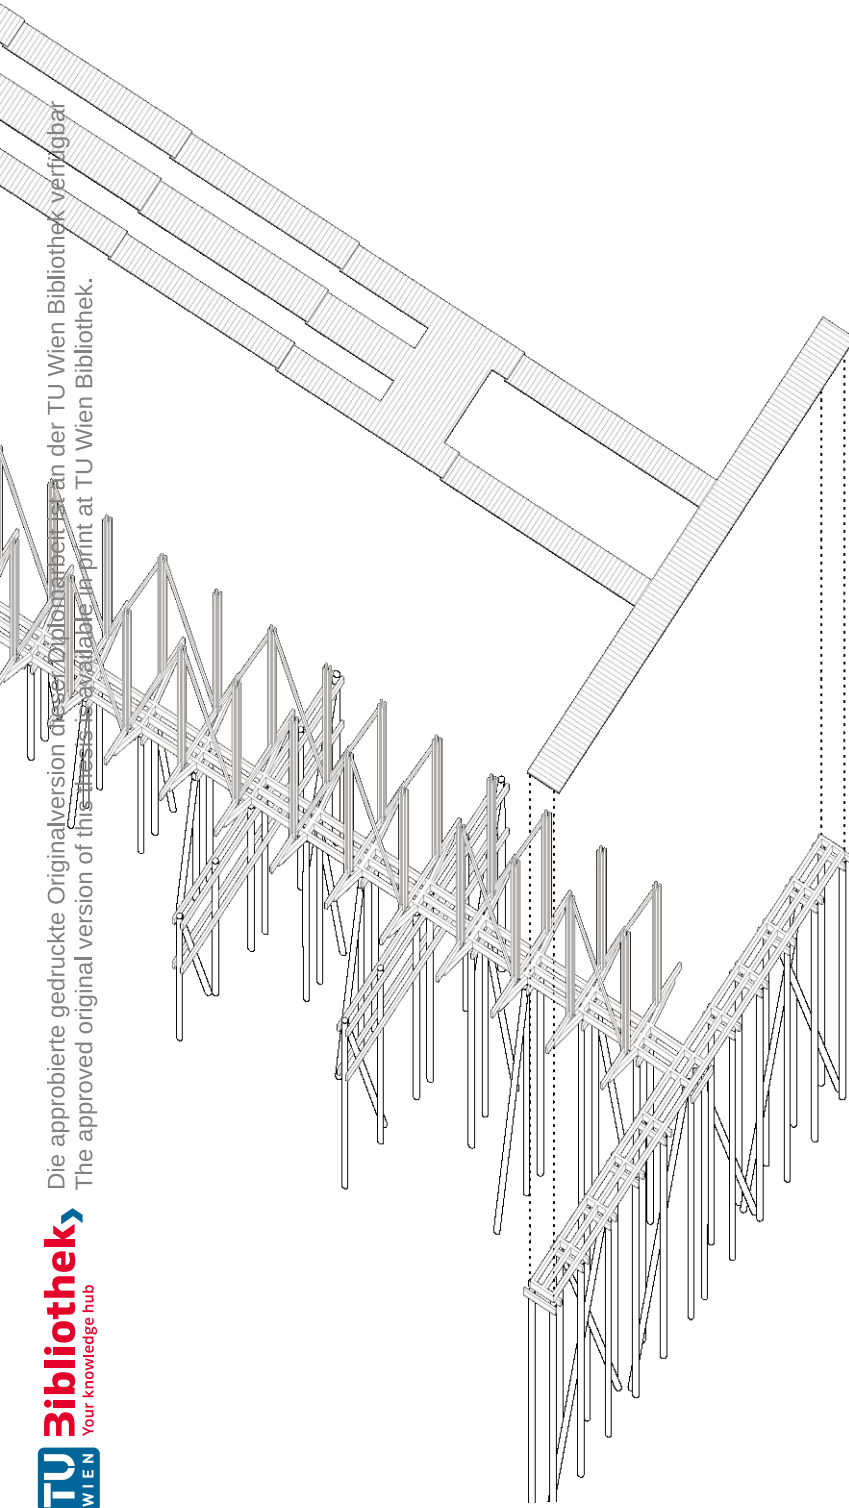 Die approbierte gedruckte Originalversion dieser Diplomarbeit ist an der TU Wien Bibliothek verfügbar
The approved original version of this thesis is available in print at TU Wien Bibliothek.
Bibliothek
Your knowledge hub
TU
WIEN